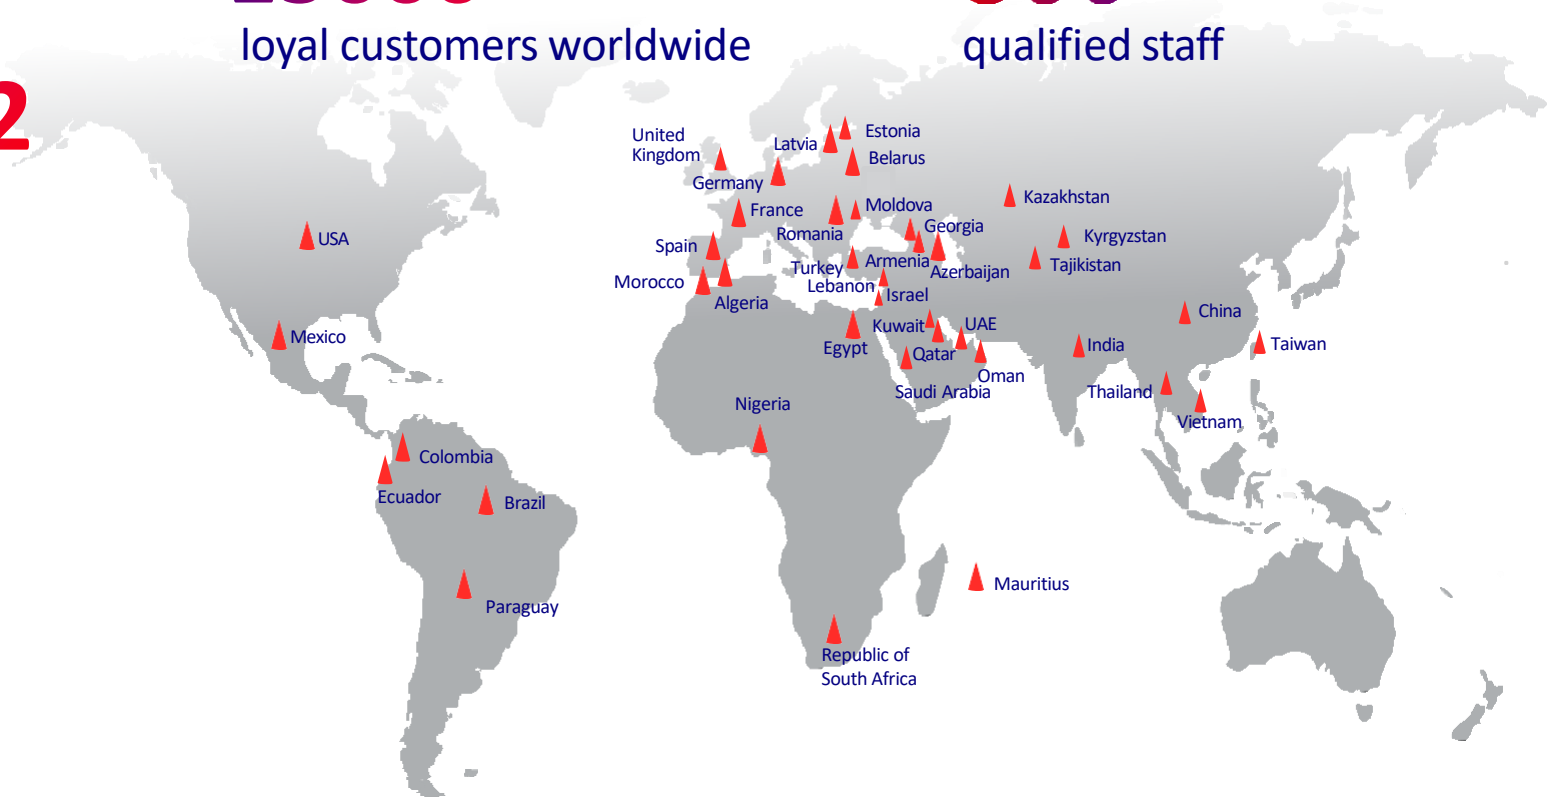 loyal customers worldwide
qualified staff
2
Estonia
United
Kingdom
Latvia
Belarus
Germany
Kazakhstan
France
Moldova
Romania
Georgia
USA
Spain
Kyrgyzstan
Turkey
Armenia
Azerbaijan
Tajikistan
Morocco
Lebanon
Algeria
Israel
China
Kuwait
UAE
Mexico
Egypt
Qatar
India
Taiwan
Oman
Saudi Arabia
Thailand
Nigeria
Vietnam
Colombia
Ecuador
Brazil
Mauritius
Paraguay
Republic of
South Africa